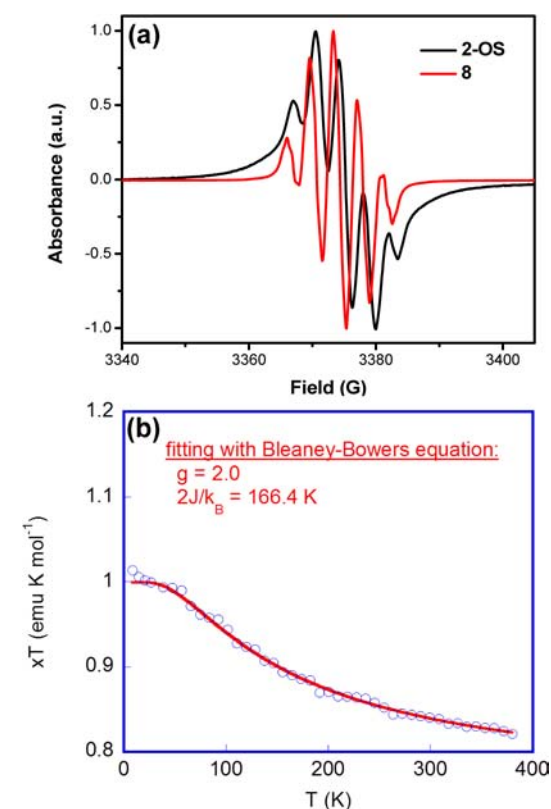 (a)
2-OS
8
1.0
0.5
0.0
-0.5
-1.0
Absorbance (a.u.)
3340
3360
3380
3400
Field (G)
(b)
fitting with Bleaney-Bowers equation:
g = 2.0
2J/k_B = 166.4 K
1.2
1.1
1
0.9
0.8
xT (emu K mol⁻¹)
0
100
200
300
400
T (K)